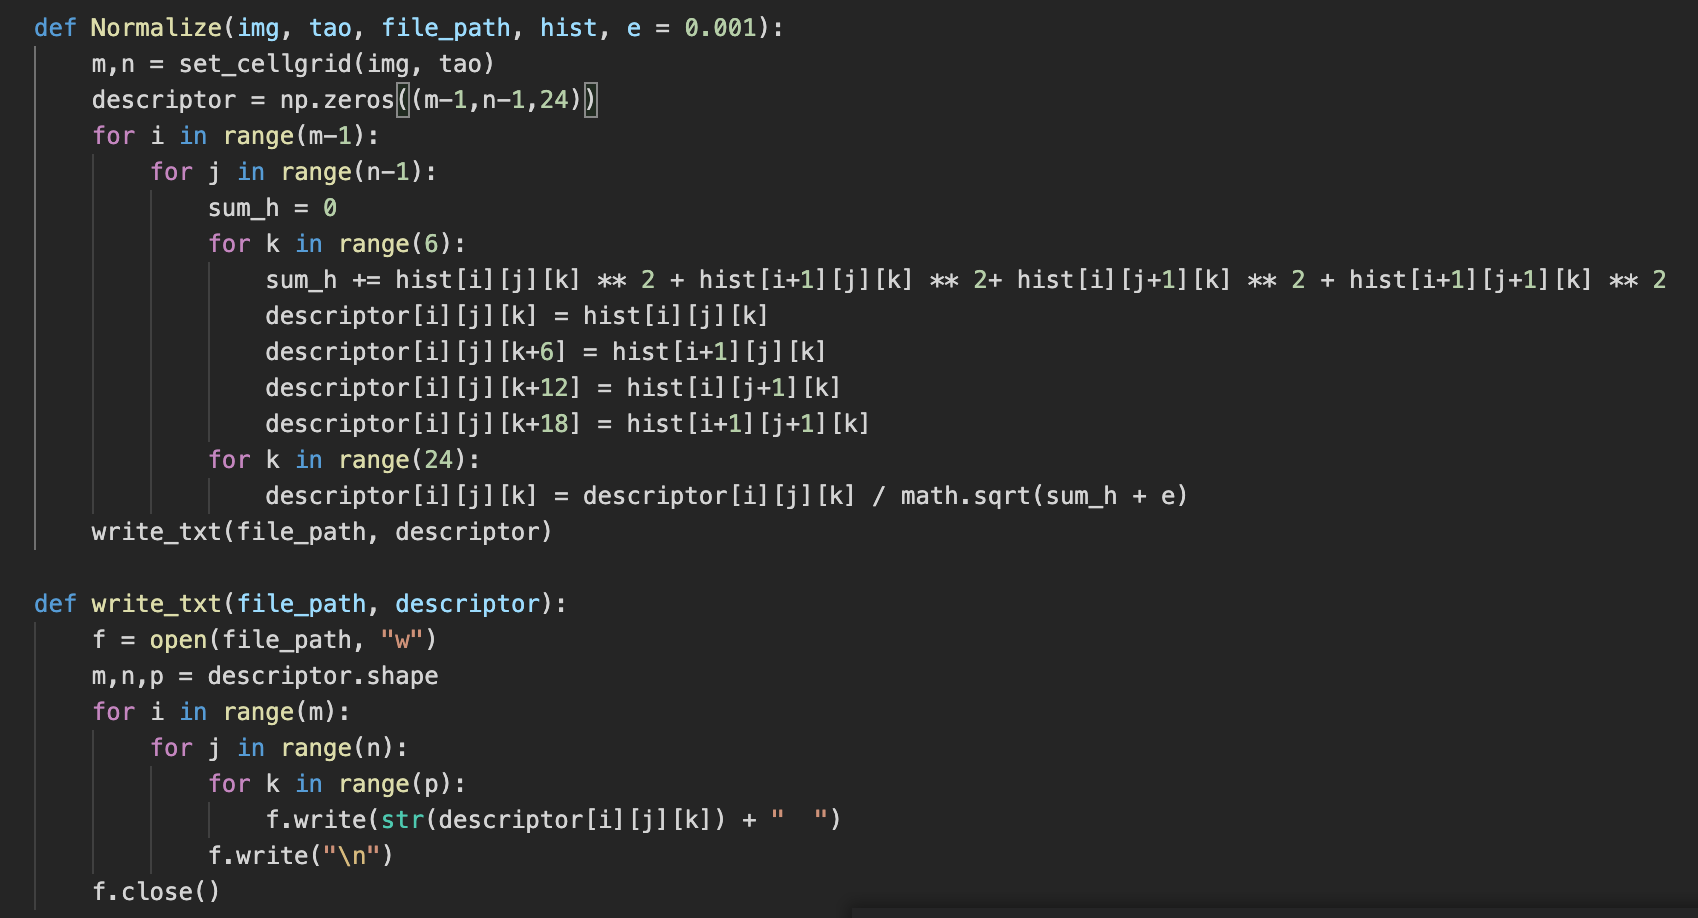 def Normalize(img, tao, file_path, hist, e = 0.001):
    m,n = set_cellgrid(img, tao)
    descriptor = np.zeros((m-1,n-1,24))
    for i in range(m-1):
        for j in range(n-1):
            sum_h = 0
            for k in range(6):
                sum_h += hist[i][j][k] ** 2 + hist[i+1][j][k] ** 2+ hist[i][j+1][k] ** 2 + hist[i+1][j+1][k] ** 2
                descriptor[i][j][k] = hist[i][j][k]
                descriptor[i][j][k+6] = hist[i+1][j][k]
                descriptor[i][j][k+12] = hist[i][j+1][k]
                descriptor[i][j][k+18] = hist[i+1][j+1][k]
            for k in range(24):
                descriptor[i][j][k] = descriptor[i][j][k] / math.sqrt(sum_h + e)
    write_txt(file_path, descriptor)

def write_txt(file_path, descriptor):
    f = open(file_path, "w")
    m,n,p = descriptor.shape
    for i in range(m):
        for j in range(n):
            for k in range(p):
                f.write(str(descriptor[i][j][k]) + "  ")
            f.write("\n")
    f.close()